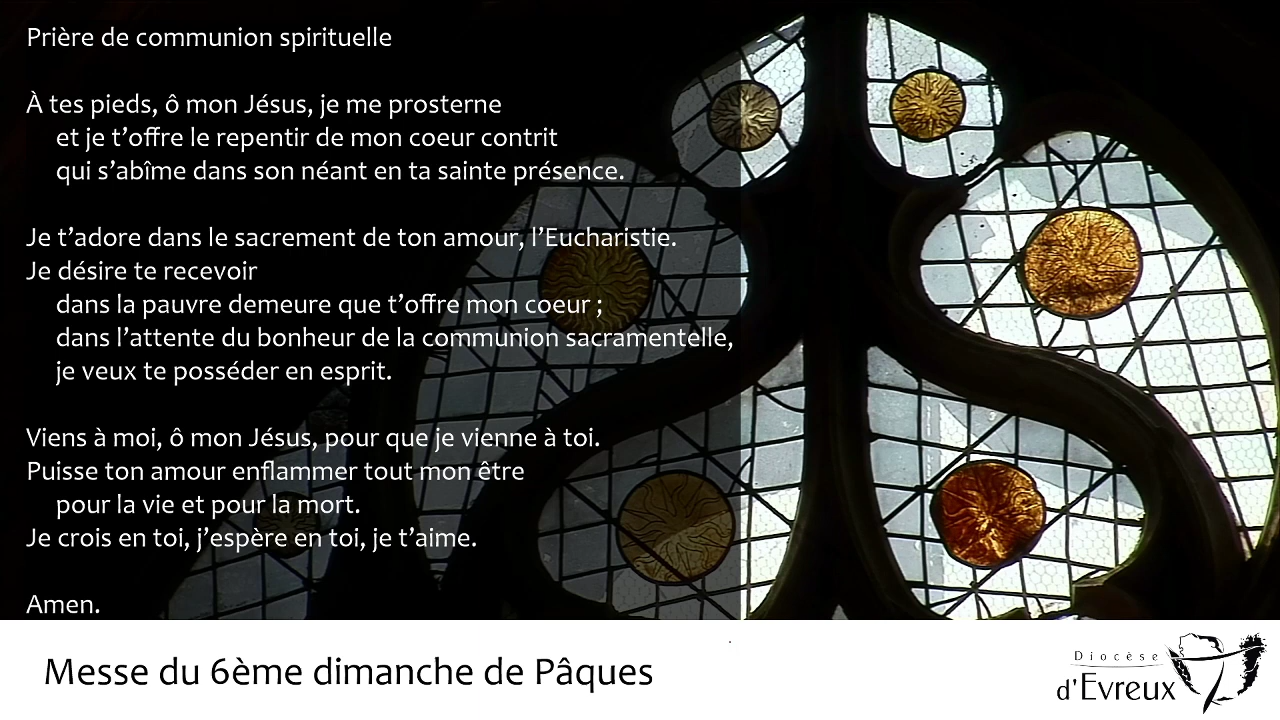 Prière de communion spirituelle
À tes pieds, ô mon Jésus, je me prosterne
et je t’offre le repentir de mon coeur contrit
qui s’abîme dans son néant en ta sainte présence.
Je t’adore dans le sacrement de ton amour, l’Eucharistie.
Je désire te recevoir
dans la pauvre demeure que t’offre mon coeur ;
dans l’attente du bonheur de la communion sacramentelle,
je veux te posséder en esprit.
Viens à moi, ô mon Jésus, pour que je vienne à toi.
Puisse ton amour enflammer tout mon être
pour la vie et pour la mort.
Je crois en toi, j’espère en toi, je t’aime.
Amen.
Messe du 6ème dimanche de Pâques
Diocèse
d'Evreux